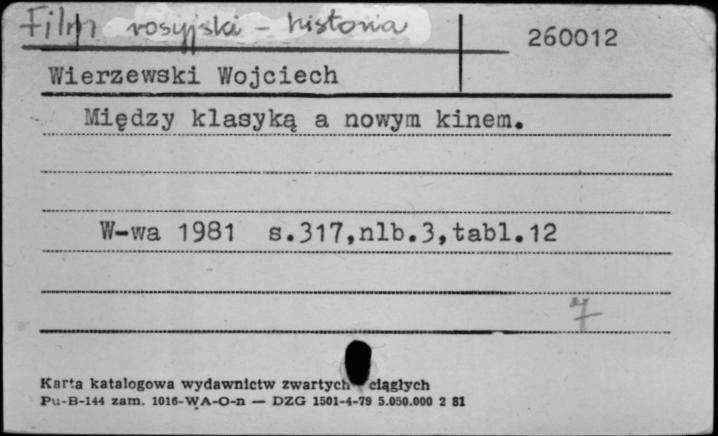 Film rosyjski - historia
260012
Wierzewski Wojciech
Między klasyką a nowym kinem.
W-wa 1981 s.317,nlb.3,tabl.12
7
Karta katalogowa wydawnictw zwartych ciągłych
Pu-B-144 zam. 1016-WA-O-n — DZG 1501-4-79 5.050.000 2 81